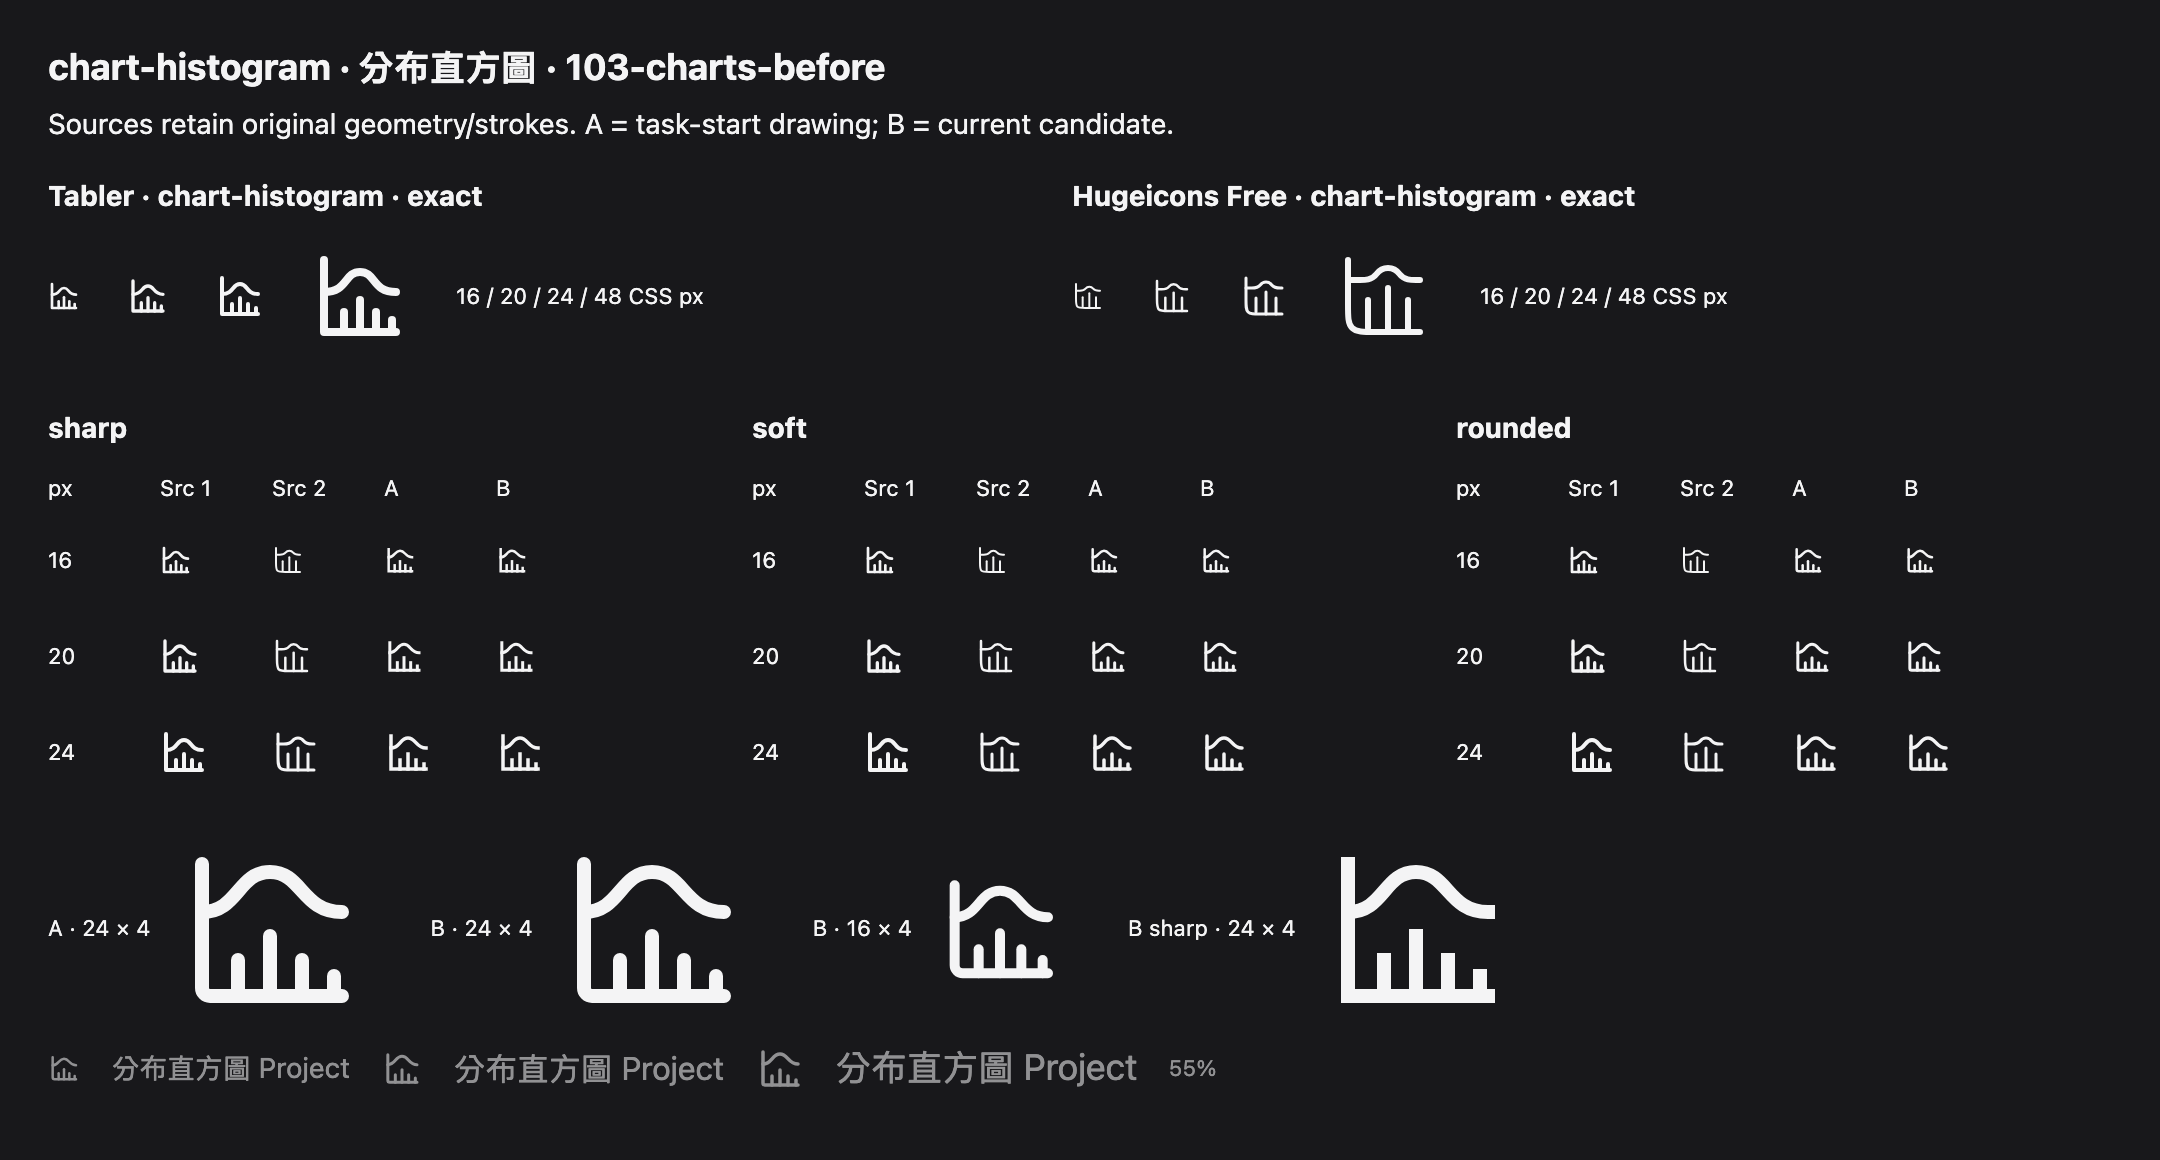 chart-histogram · 分布直方圖 · 103-charts-before
Sources retain original geometry/strokes. A = task-start drawing; B = current candidate.
Tabler · chart-histogram · exact
16 / 20 / 24 / 48 CSS px
Hugeicons Free · chart-histogram · exact
16 / 20 / 24 / 48 CSS px
sharp
px Src 1 Src 2 A B
16
20
24
soft
px Src 1 Src 2 A B
16
20
24
rounded
px Src 1 Src 2 A B
16
20
24
A · 24 × 4
B · 24 × 4
B · 16 × 4
B sharp · 24 × 4
分布直方圖 Project 分布直方圖 Project 分布直方圖 Project 55%